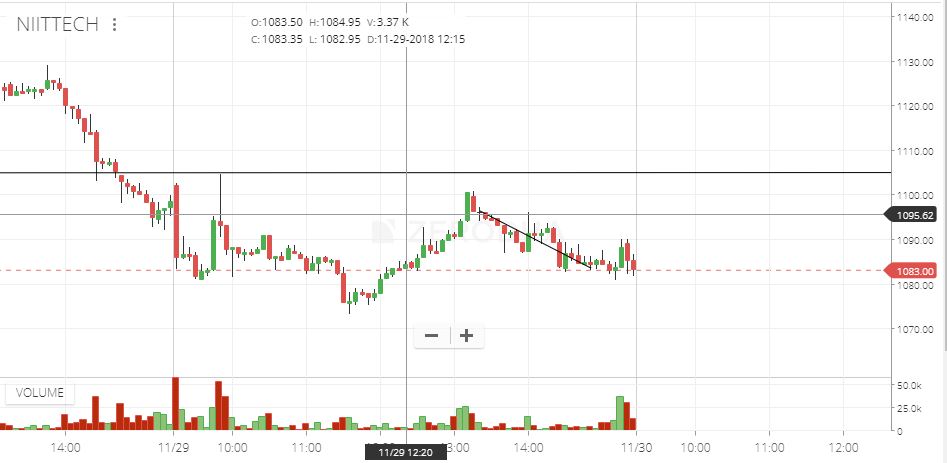 NIITTECH
O:1083.50 H:1084.95 V:3.37 K
C:1083.35 L: 1082.95 D:11-29-2018 12:15
1140.00
1130.00
1120.00
1110.00
1100.00
1095.62
1090.00
1083.00
1080.00
1070.00
VOLUME
50.0k
25.0k
0
14:00 11/29 10:00 11:00 13:00 14:00 11/30 10:00 11:00 12:00
11/29 12:20